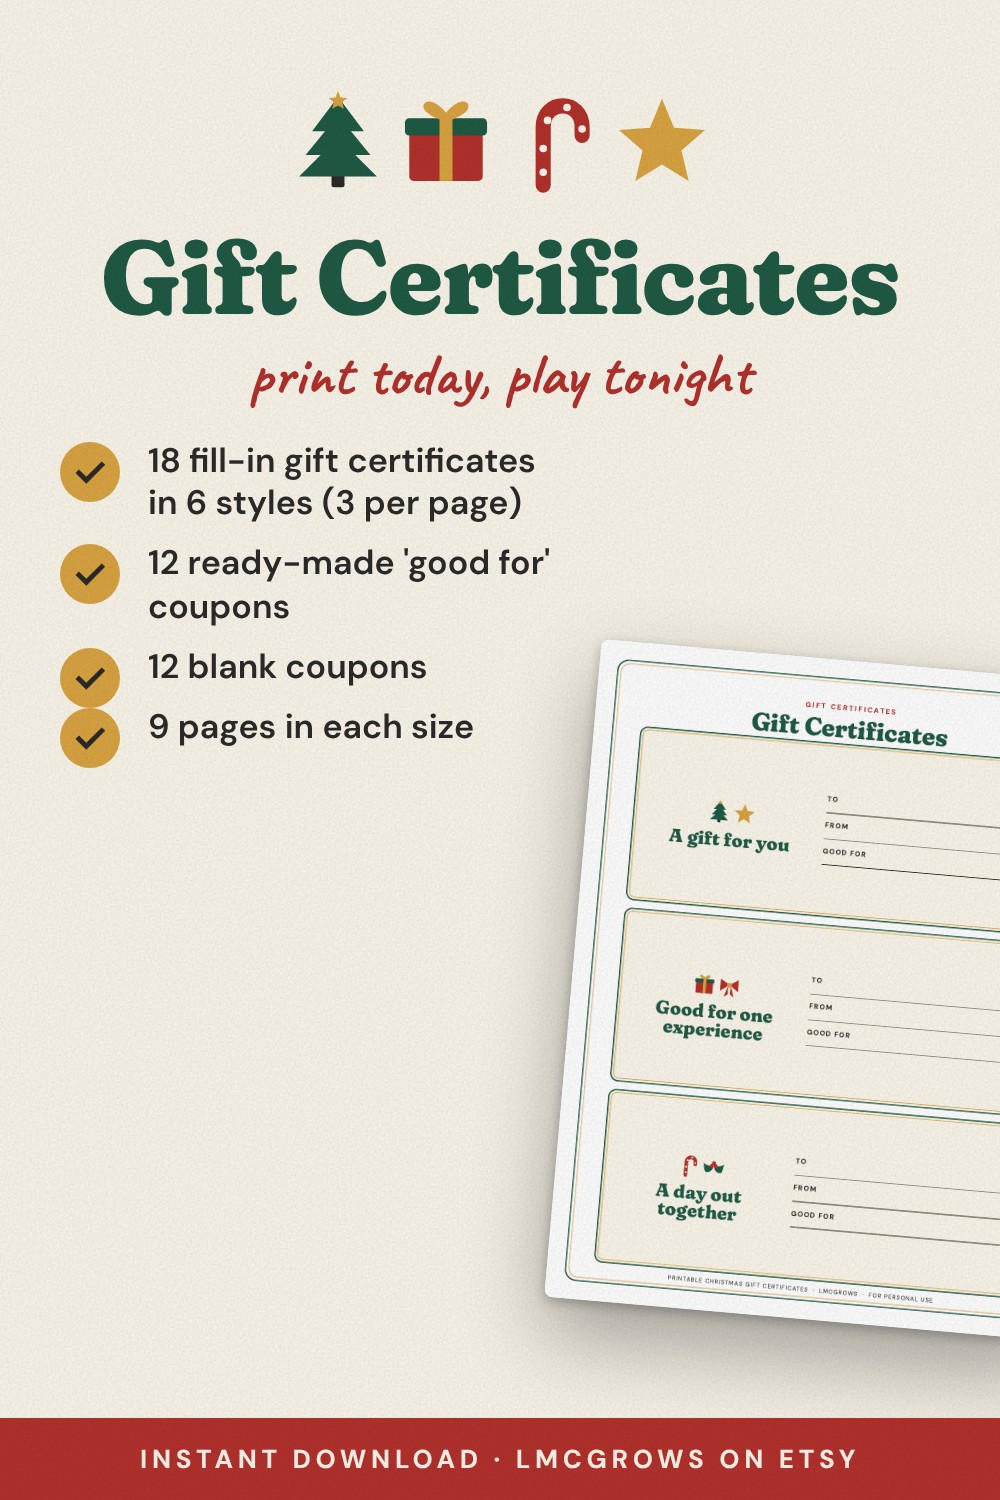 Gift Certificates
print today, play tonight
18 fill-in gift certificates
in 6 styles (3 per page)
12 ready-made 'good for'
coupons
12 blank coupons
9 pages in each size
GIFT CERTIFICATES
Gift Certificates
A gift for you
TO
FROM
GOOD FOR
Good for one
experience
TO
FROM
GOOD FOR
A day out
together
TO
FROM
GOOD FOR
PRINTABLE CHRISTMAS GIFT CERTIFICATES · LMCGROWS · FOR PERSONAL USE
INSTANT DOWNLOAD · LMCGROWS ON ETSY